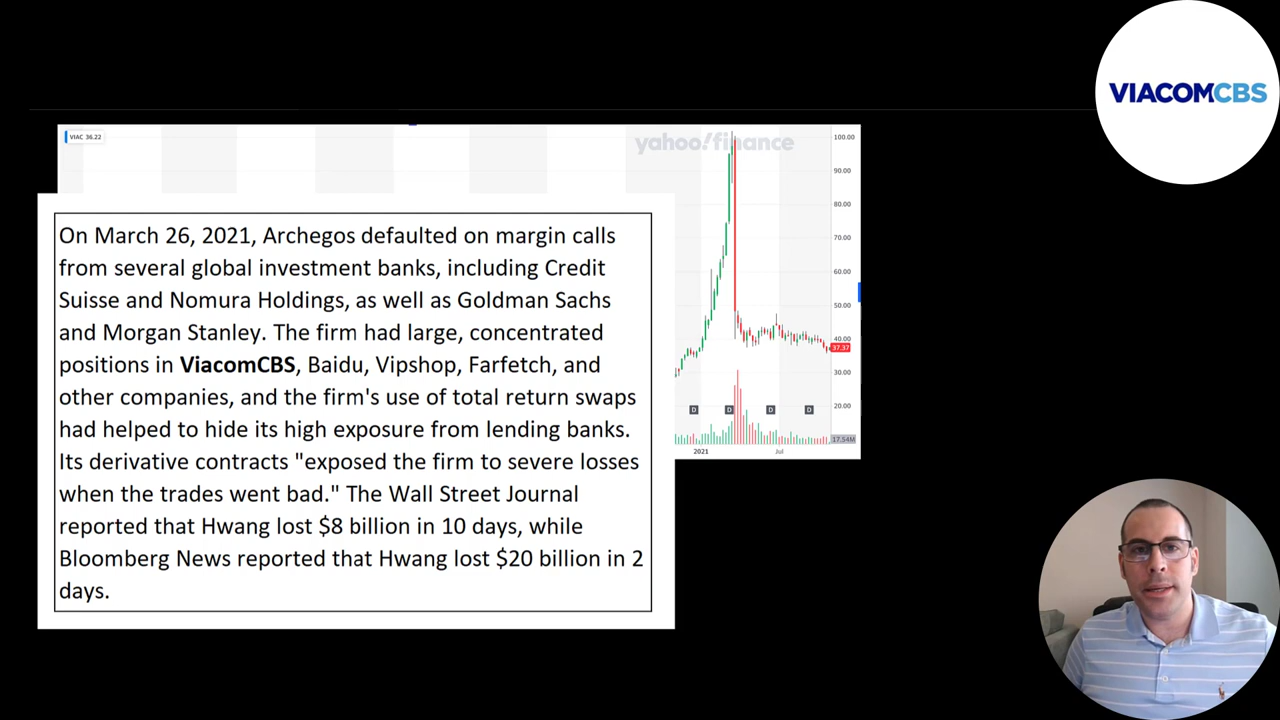 VIACOMCBS
VIAC 36.22
yahoo!finance
100.00
90.00
80.00
70.00
60.00
50.00
40.00
37.37
30.00
20.00
17.54M
D D D D
2021 Jul
On March 26, 2021, Archegos defaulted on margin calls
from several global investment banks, including Credit
Suisse and Nomura Holdings, as well as Goldman Sachs
and Morgan Stanley. The firm had large, concentrated
positions in ViacomCBS, Baidu, Vipshop, Farfetch, and
other companies, and the firm's use of total return swaps
had helped to hide its high exposure from lending banks.
Its derivative contracts "exposed the firm to severe losses
when the trades went bad." The Wall Street Journal
reported that Hwang lost $8 billion in 10 days, while
Bloomberg News reported that Hwang lost $20 billion in 2
days.